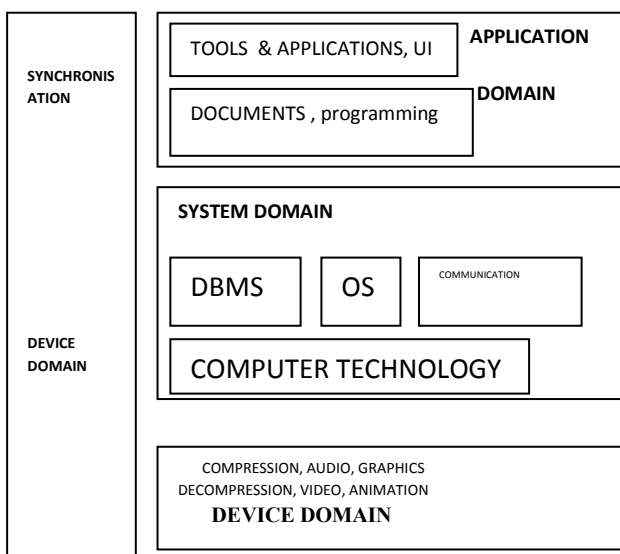 SYNCHRONIS
ATION
DEVICE
DOMAIN
TOOLS & APPLICATIONS, UI
APPLICATION
DOMAIN
DOCUMENTS , programming
SYSTEM DOMAIN
DBMS
OS
COMMUNICATION
COMPUTER TECHNOLOGY
COMPRESSION, AUDIO, GRAPHICS
DECOMPRESSION, VIDEO, ANIMATION
DEVICE DOMAIN